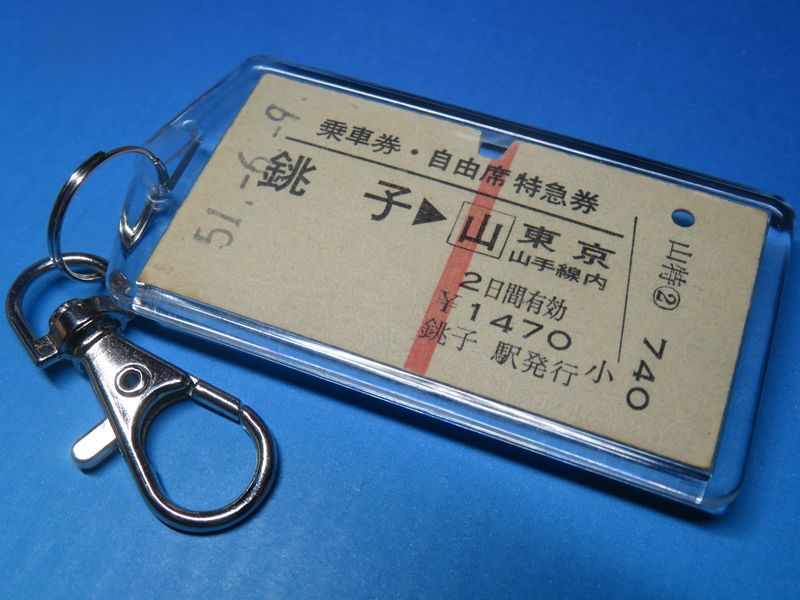 51.-6.-9
乗車券・自由席特急券
銚子▶山東京
山手線内
2日間有効
￥1470
銚子駅発行小
山特②
740